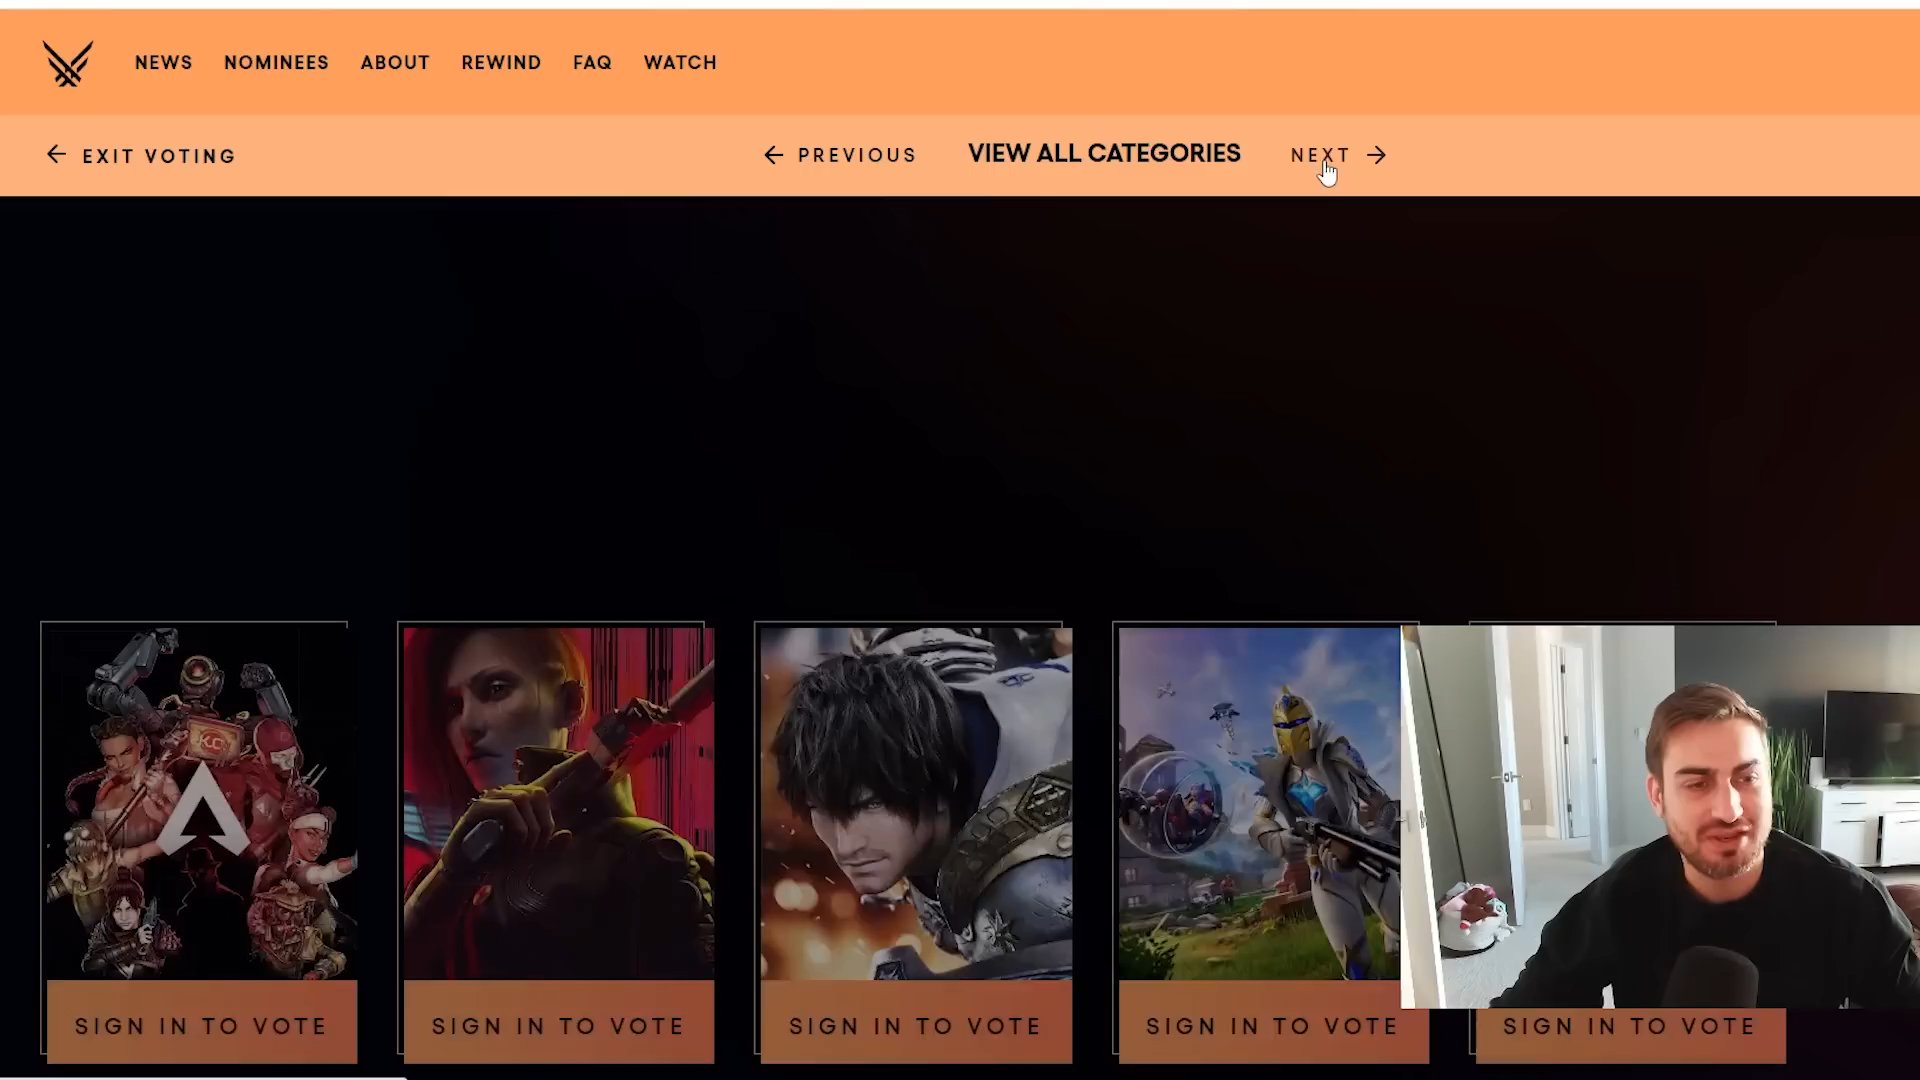 NEWS NOMINEES ABOUT REWIND FAQ WATCH
EXIT VOTING
PREVIOUS VIEW ALL CATEGORIES NEXT
SIGN IN TO VOTE SIGN IN TO VOTE SIGN IN TO VOTE SIGN IN TO VOTE SIGN IN TO VOTE